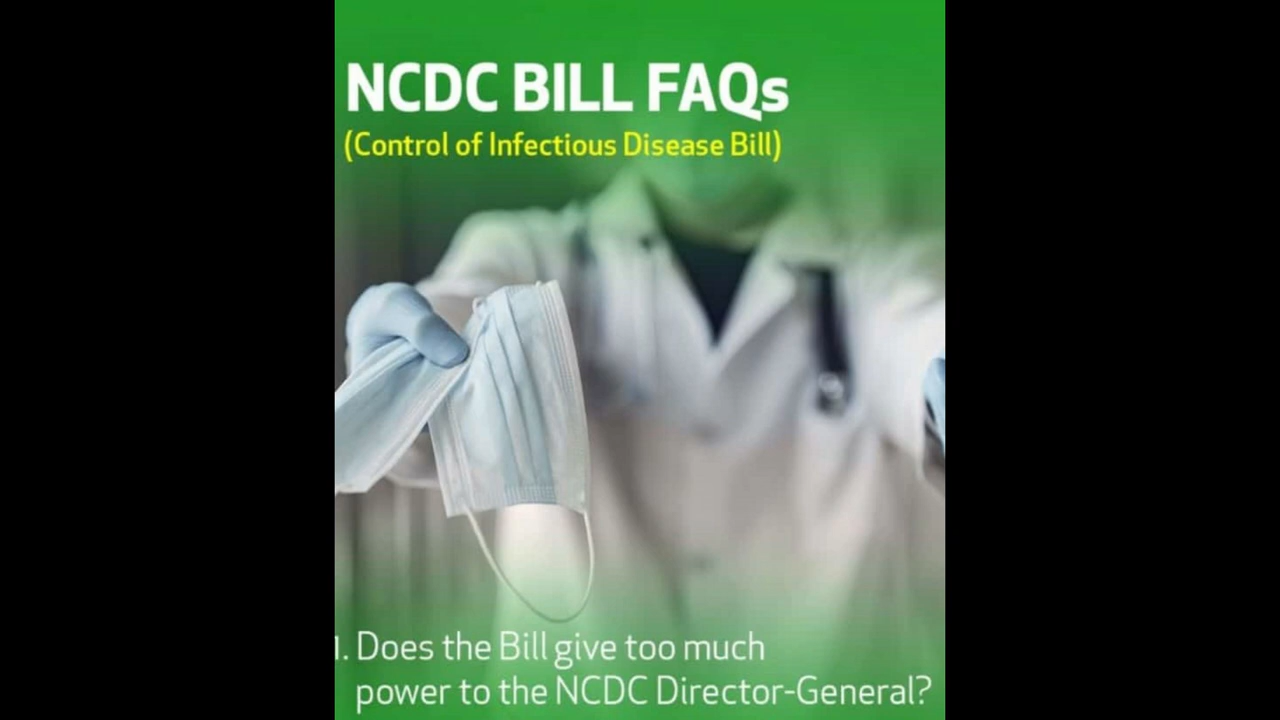 NCDC BILL FAQs
(Control of Infectious Disease Bill)
1. Does the Bill give too much
power to the NCDC Director-General?